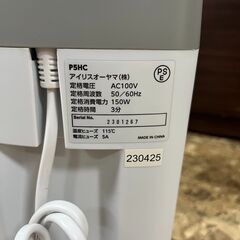 P5HC
PSE
アイリスオーヤマ(株)
定格電圧 AC100V
定格周波数 50/60Hz
定格消費電力 150W
定格時間 3分
Serial No.
2301267
温度ヒューズ 115℃
電流ヒューズ 5A
MADE IN CHINA
230425